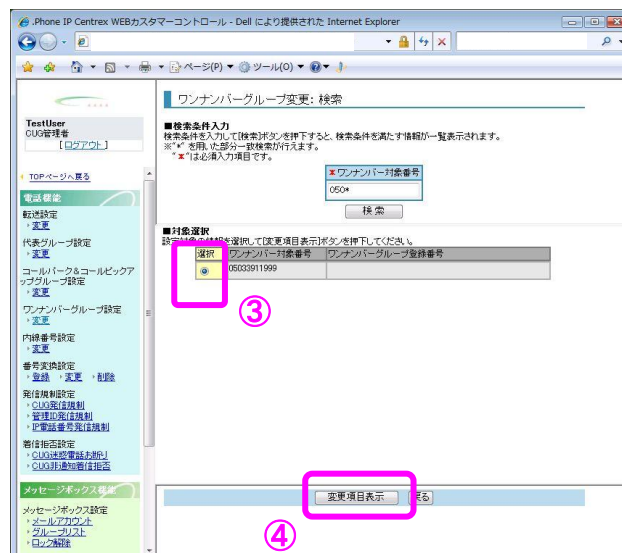 .Phone IP Centrex WEBカスタマーコントロール - Dell により提供された Internet Explorer
ページ(P) ツール(O)
TestUser
CUG管理者
[ログアウト]
TOPページへ戻る
電話機能
転送設定
・変更
代表グループ設定
・変更
コールパーク&コールピックア
ップグループ設定
・変更
ワンナンバーグループ設定
・変更
内線番号設定
・変更
番号変換設定
・登録 ・変更 ・削除
発信規制設定
・CUG発信規制
・管理ID発信規制
・IP電話番号発信規制
着信拒否設定
・CUG迷惑電話お断り
・CUG非通知着信拒否
メッセージボックス機能
メッセージボックス設定
・メールアカウント
・グループリスト
・ロック解除
ワンナンバーグループ変更: 検索
■検索条件入力
検索条件を入力して[検索]ボタンを押下すると、検索条件を満たす情報が一覧表示されます。
※"*" を用いた部分一致検索が行えます。
"*"は必須入力項目です。
*ワンナンバー対象番号
050*
検索
■対象選択
設定対象の情報を選択して[変更項目表示]ボタンを押下してください。
選択 ワンナンバー対象番号 ワンナンバーグループ登録番号
05033911999
③
変更項目表示 戻る
④